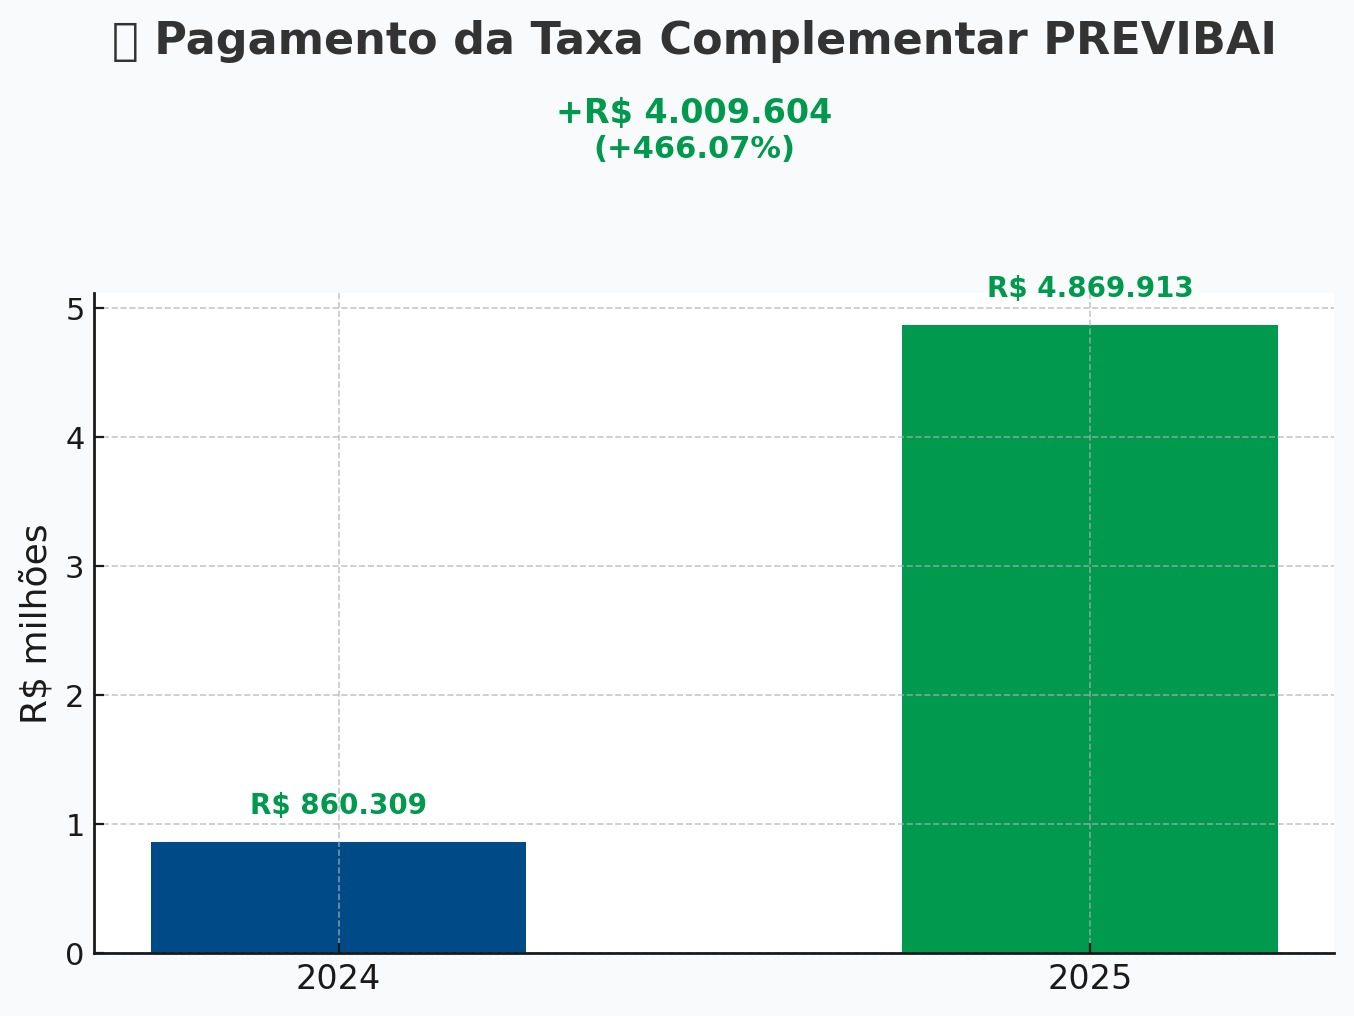 Pagamento da Taxa Complementar PREVIBAI
+R$ 4.009.604
(+466.07%)
R$ 4.869.913
5
4
3
2
1
0
R$ milhões
R$ 860.309
2024
2025